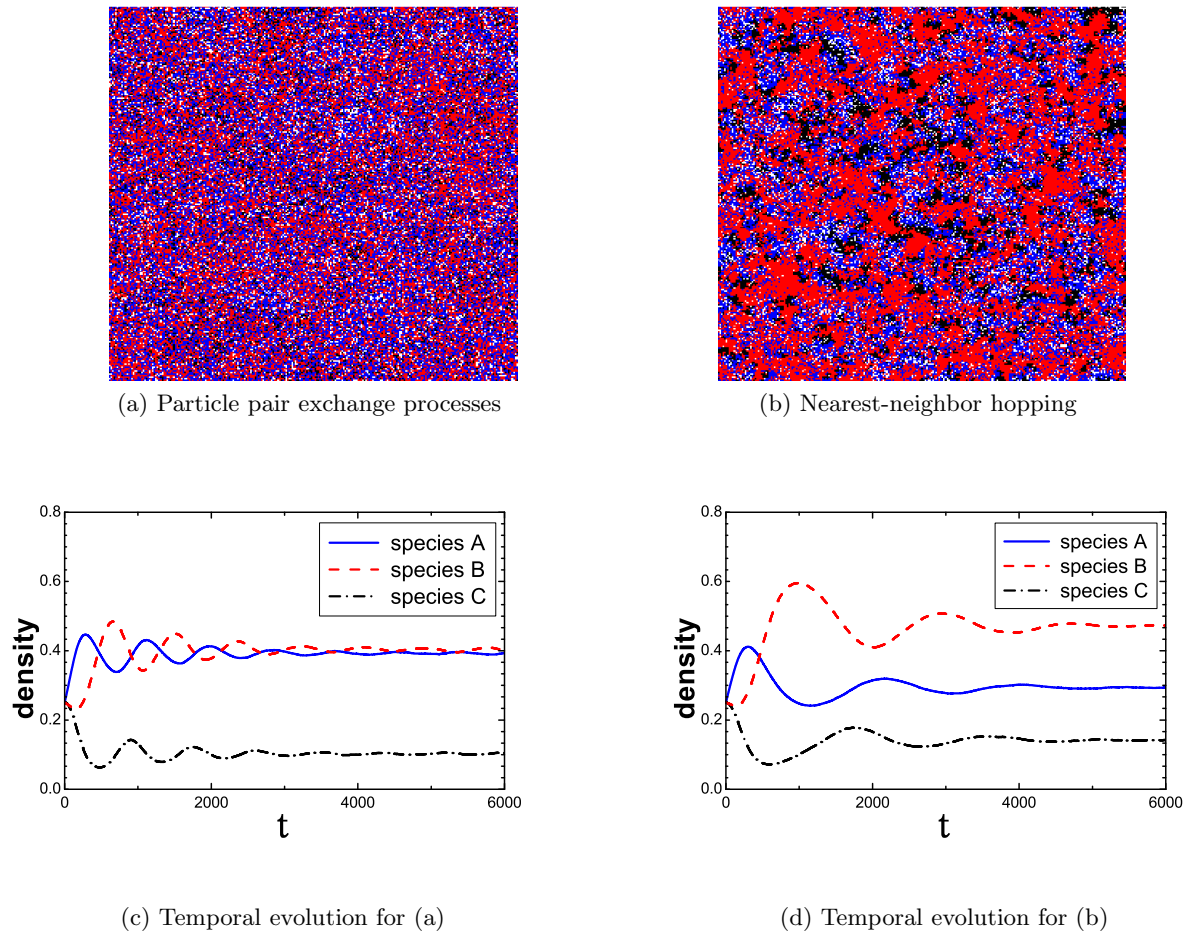 (a) Particle pair exchange processes
(b) Nearest-neighbor hopping
0.8
0.6
0.4
0.2
0.0
density
species A
species B
species C
0 2000 4000 6000
t
0.8
0.6
0.4
0.2
0.0
density
species A
species B
species C
0 2000 4000 6000
t
(c) Temporal evolution for (a)
(d) Temporal evolution for (b)